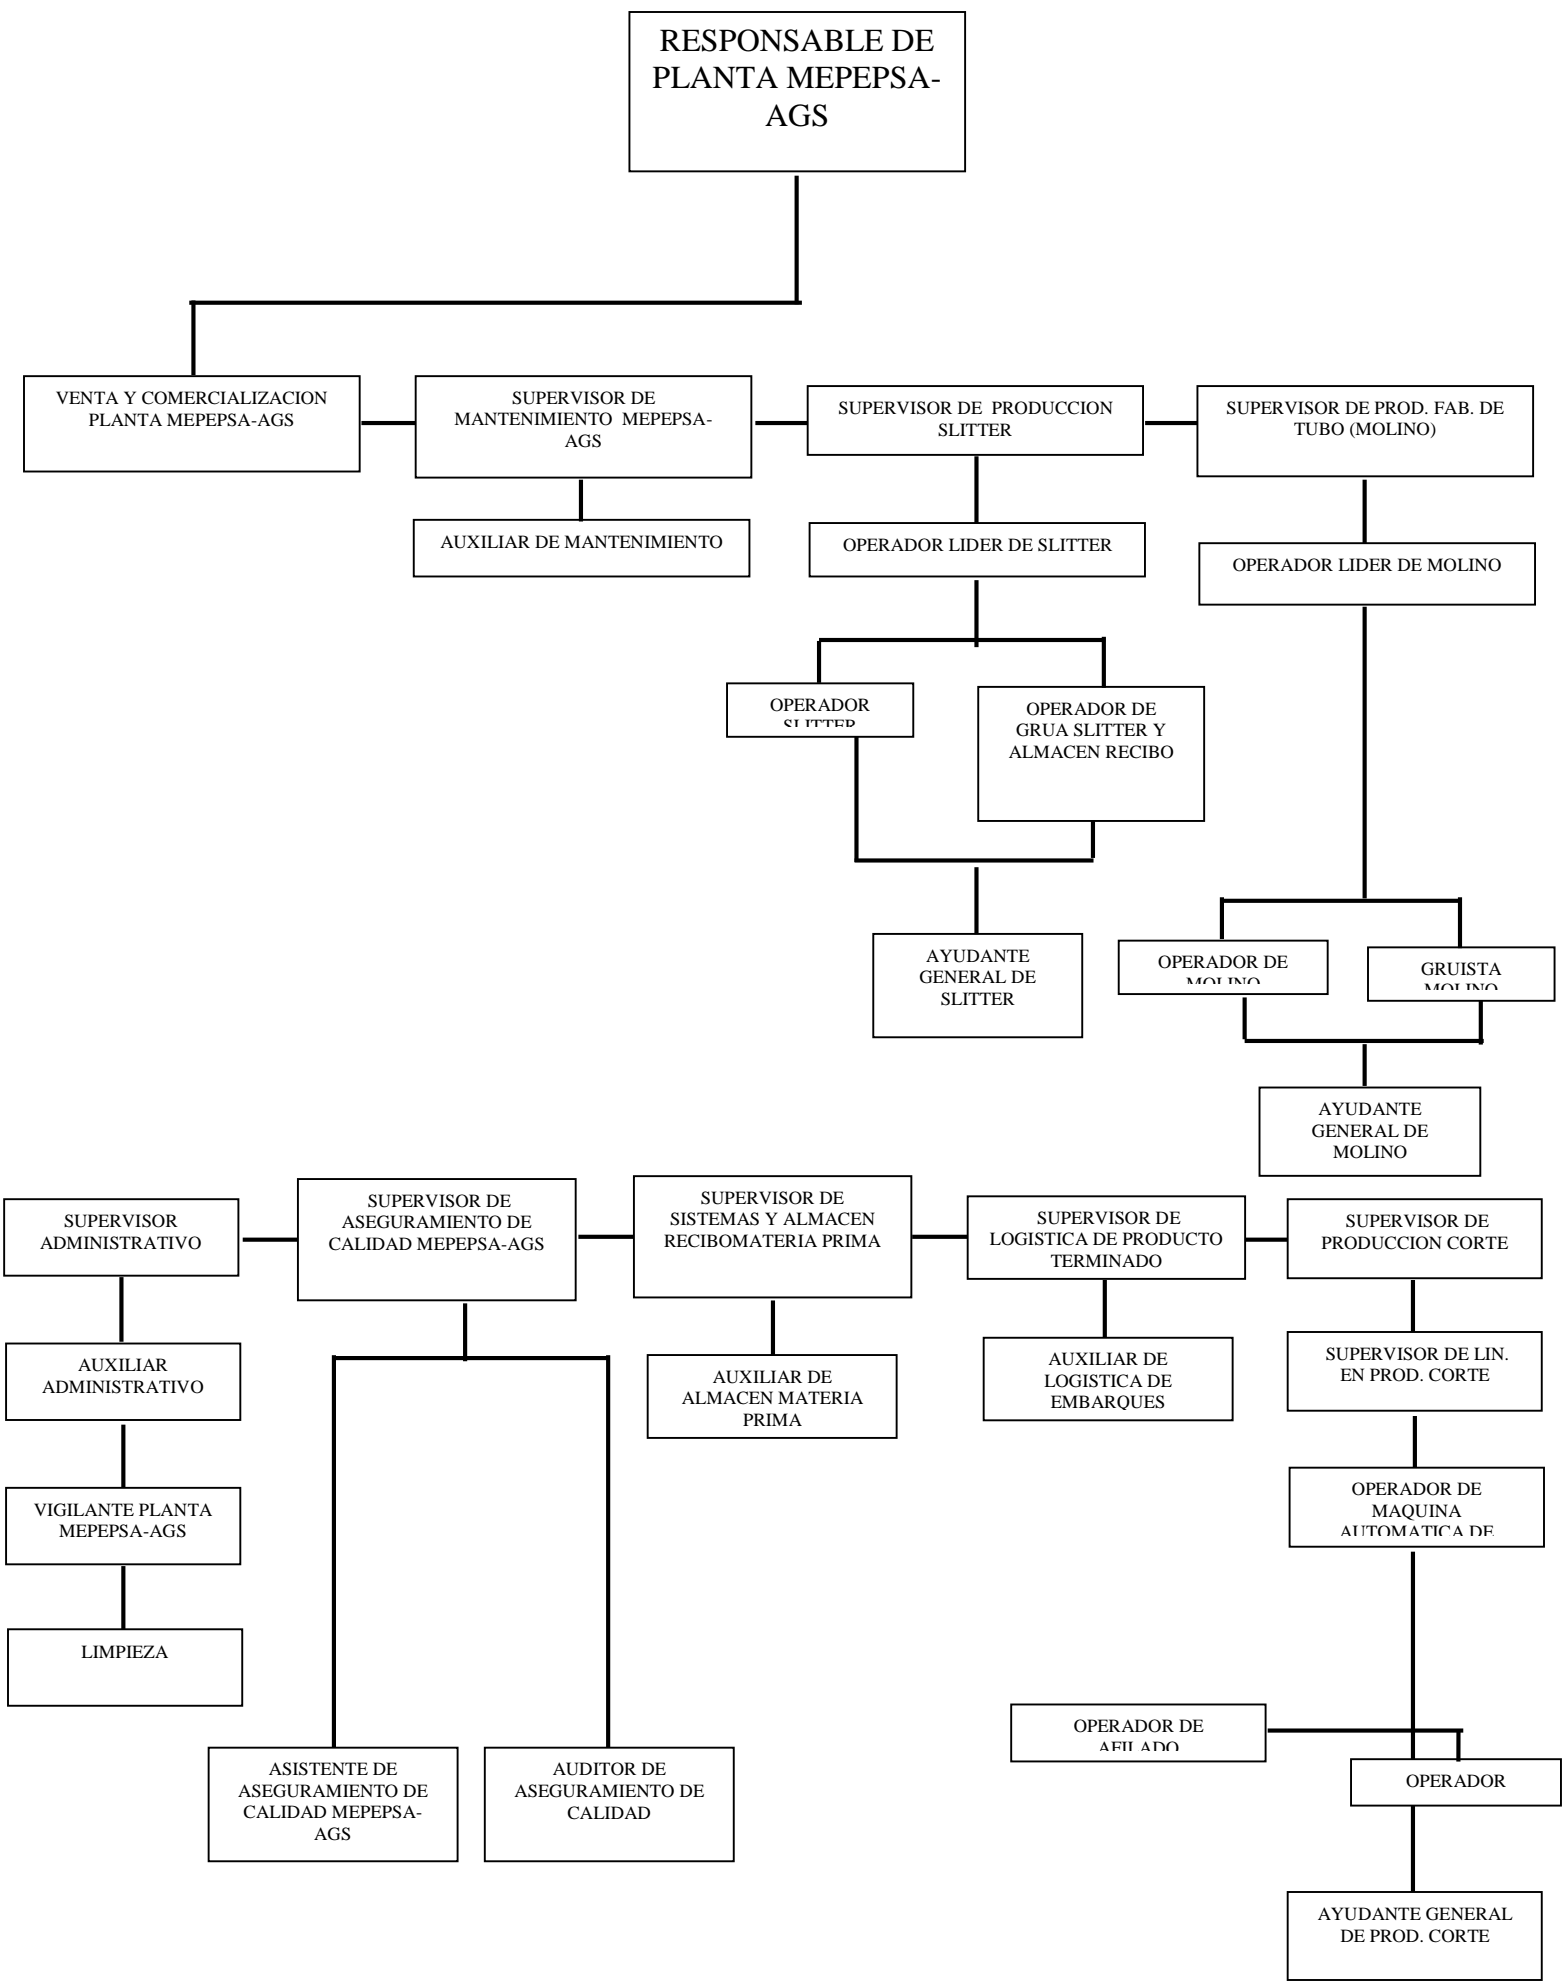 RESPONSABLE DE
PLANTA MEPEPSA-
AGS
VENTA Y COMERCIALIZACION
PLANTA MEPEPSA-AGS
SUPERVISOR DE
MANTENIMIENTO MEPEPSA-
AGS
SUPERVISOR DE PRODUCCION
SLITTER
SUPERVISOR DE PROD. FAB. DE
TUBO (MOLINO)
AUXILIAR DE MANTENIMIENTO
OPERADOR LIDER DE SLITTER
OPERADOR LIDER DE MOLINO
OPERADOR
SLITTER
OPERADOR DE
GRUA SLITTER Y
ALMACEN RECIBO
AYUDANTE
GENERAL DE
SLITTER
OPERADOR DE
MOLINO
GRUISTA
MOLINO
AYUDANTE
GENERAL DE
MOLINO
SUPERVISOR
ADMINISTRATIVO
SUPERVISOR DE
ASEGURAMIENTO DE
CALIDAD MEPEPSA-AGS
SUPERVISOR DE
SISTEMAS Y ALMACEN
RECIBOMATERIA PRIMA
SUPERVISOR DE
LOGISTICA DE PRODUCTO
TERMINADO
SUPERVISOR DE
PRODUCCION CORTE
AUXILIAR
ADMINISTRATIVO
AUXILIAR DE
ALMACEN MATERIA
PRIMA
AUXILIAR DE
LOGISTICA DE
EMBARQUES
SUPERVISOR DE LIN.
EN PROD. CORTE
VIGILANTE PLANTA
MEPEPSA-AGS
OPERADOR DE
MAQUINA
AUTOMATICA DE
LIMPIEZA
OPERADOR DE
AFILADO
ASISTENTE DE
ASEGURAMIENTO DE
CALIDAD MEPEPSA-
AGS
AUDITOR DE
ASEGURAMIENTO DE
CALIDAD
OPERADOR
AYUDANTE GENERAL
DE PROD. CORTE